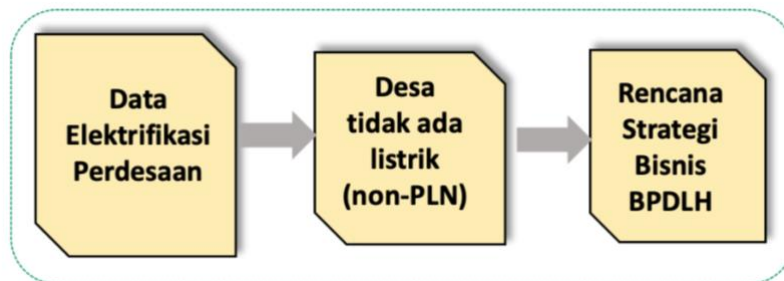 Data
Elektrifikasi
Perdesaan
Desa
tidak ada
listrik
(non-PLN)
Rencana
Strategi
Bisnis
BPDLH